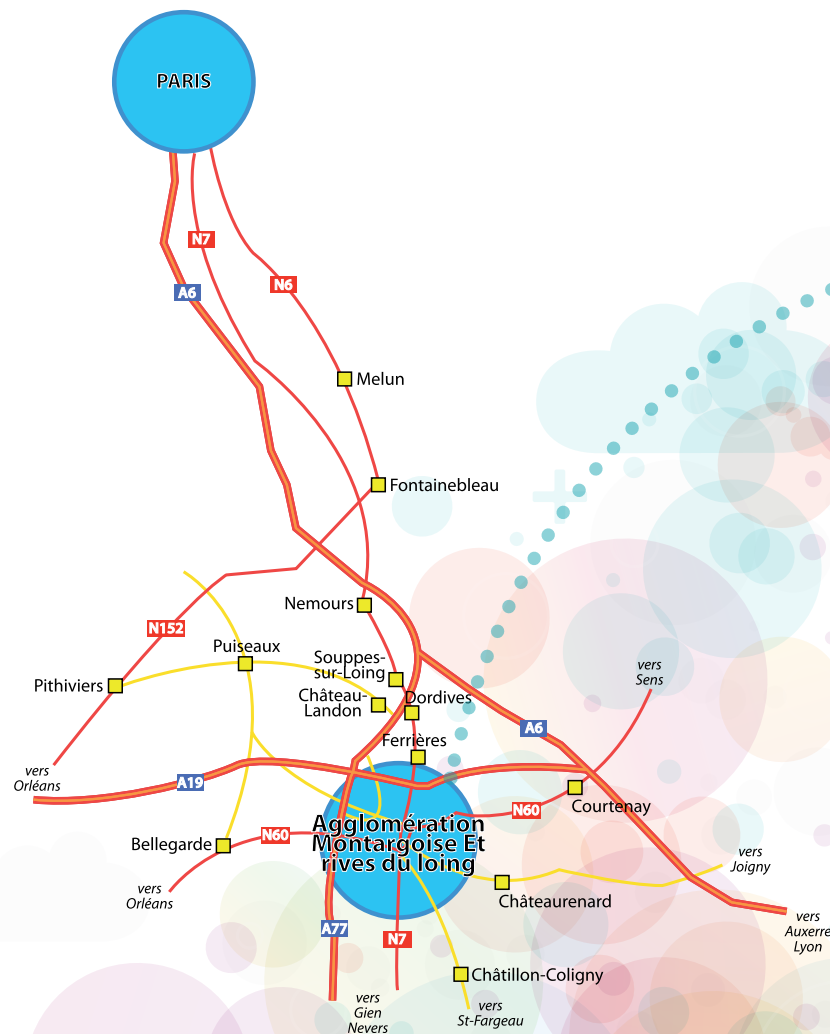 PARIS
N7
N6
A6
Melun
Fontainebleau
Nemours
N152
Puiseaux
Souppes-
sur-Loing
Pithiviers
Château-
Landon
Dordives
vers
Sens
A6
Ferrières
vers
Orléans
A19
Courtenay
N60
Agglomération
Montargoise Et
rives du loing
N60
Bellegarde
vers
Orléans
vers
Joigny
Châteaurenard
vers
Auxerre
Lyon
A77
N7
Châtillon-Coligny
vers
Gien
Nevers
vers
St-Fargeau